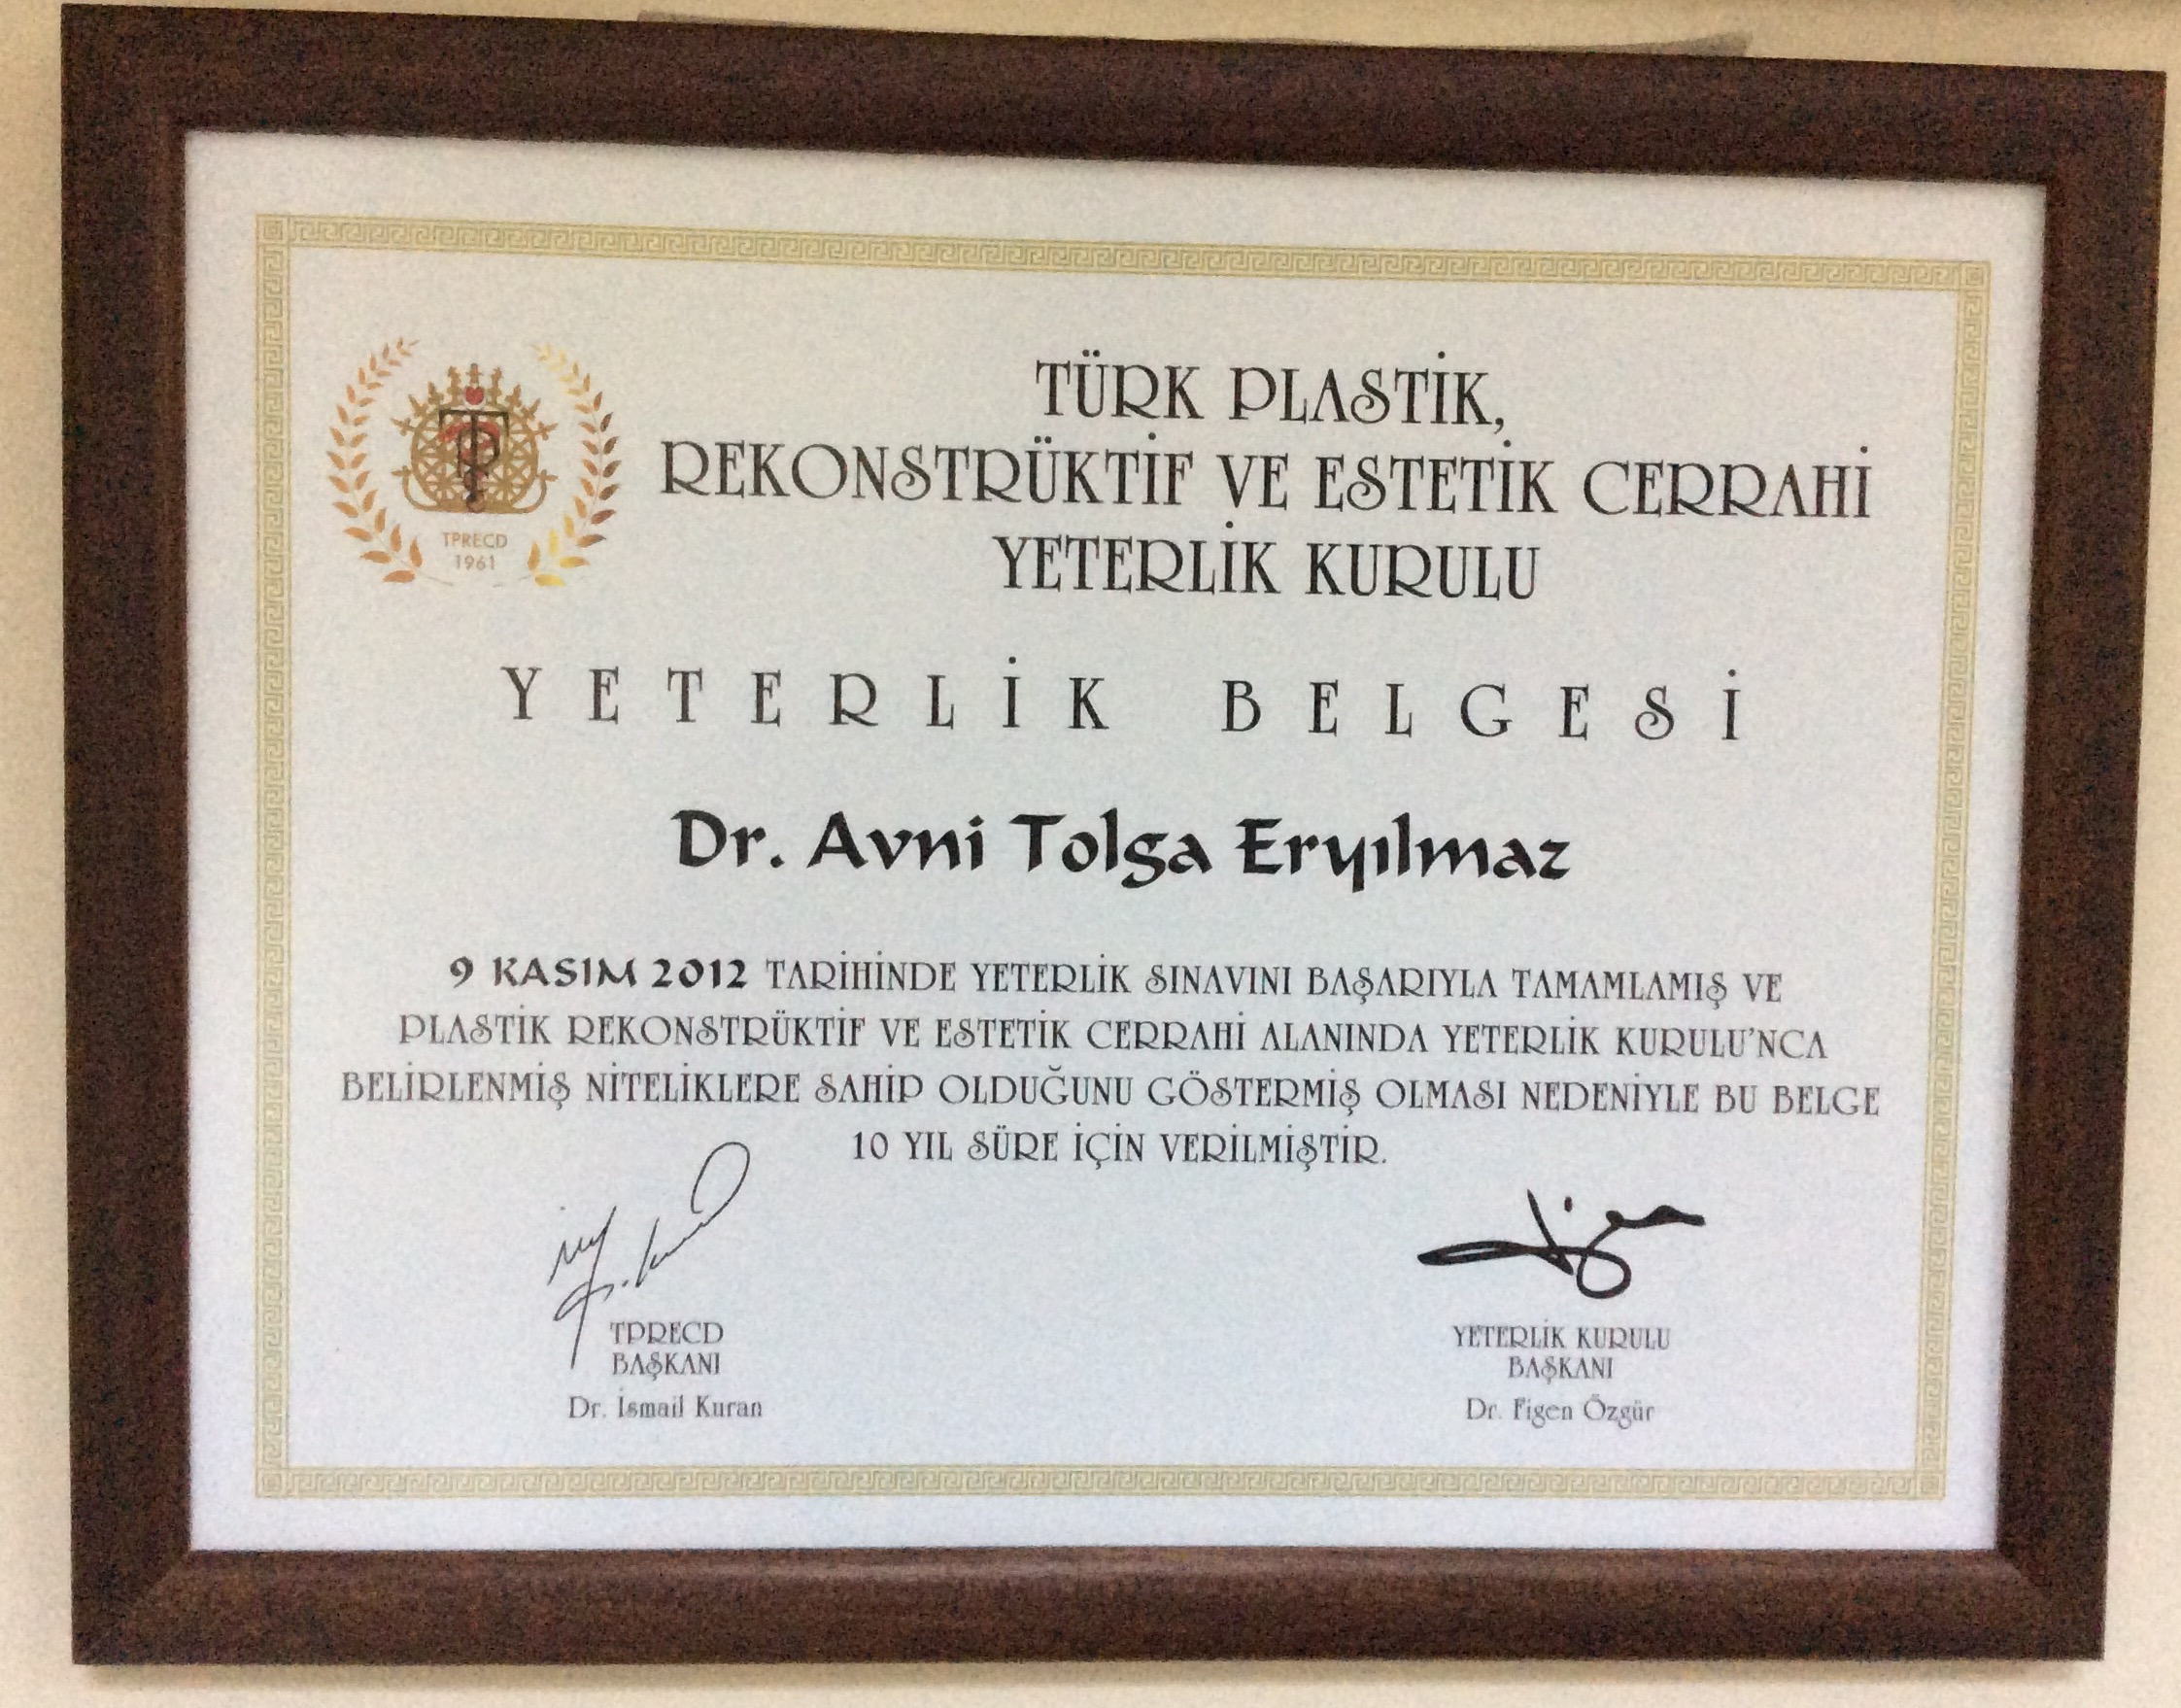 TPRECD
1961
TÜRK PLASTİK,
REKONSTRÜKTİF VE ESTETİK CERRAHİ
YETERLİK KURULU
YETERLİK BELGESİ
Dr. Avni Tolga Eryılmaz
9 KASIM 2012 TARİHİNDE YETERLİK SINAVINI BAŞARIYLA TAMAMLAMIŞ VE
PLASTİK REKONSTRÜKTİF VE ESTETİK CERRAHİ ALANINDA YETERLİK KURULU'NCA
BELİRLENMİŞ NİTELİKLERE SAHİP OLDUĞUNU GÖSTERMİŞ OLMASI NEDENİYLE BU BELGE
10 YIL SÜRE İÇİN VERİLMİŞTİR.
TPRECD
BAŞKANI
Dr. İsmail Kuran
YETERLİK KURULU
BAŞKANI
Dr. Figen Özgür